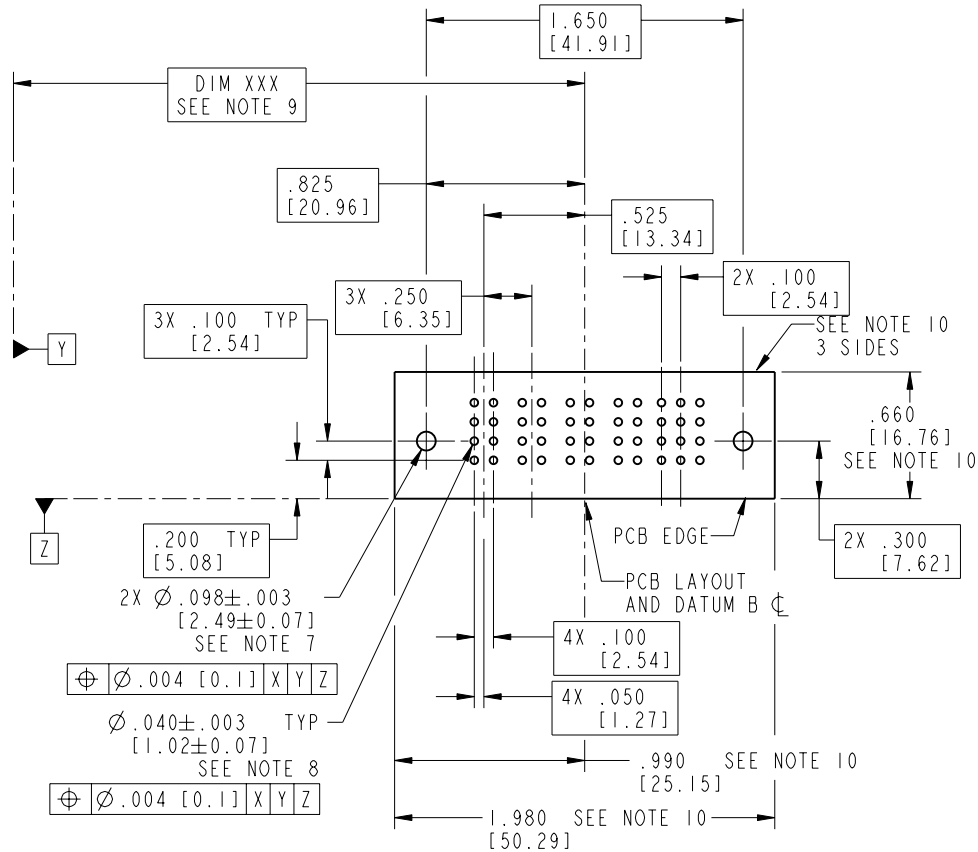 1.650
[41.91]
DIM XXX
SEE NOTE 9
.825
[20.96]
.525
[13.34]
2X .100
[2.54]
3X .250
[6.35]
3X .100 TYP
[2.54]
SEE NOTE 10
3 SIDES
Y
.660
[16.76]
SEE NOTE 10
Z
.200 TYP
[5.08]
PCB EDGE
2X .300
[7.62]
PCB LAYOUT
AND DATUM B ℄
2X Ø .098±.003
[2.49±0.07]
SEE NOTE 7
⌖ Ø.004 [0.1] X Y Z
4X .100
[2.54]
4X .050
[1.27]
Ø.040±.003 TYP
[1.02±0.07]
SEE NOTE 8
⌖ Ø.004 [0.1] X Y Z
.990 SEE NOTE 10
[25.15]
1.980 SEE NOTE 10
[50.29]